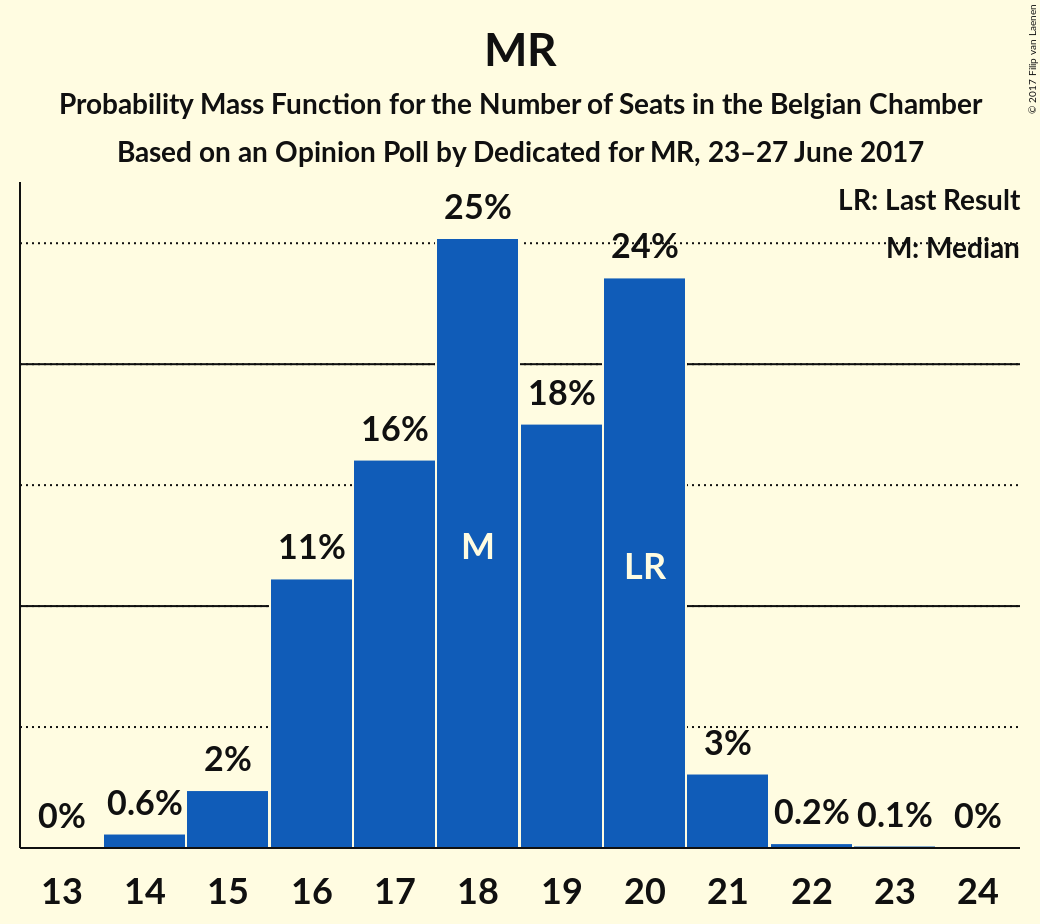 MR
Probability Mass Function for the Number of Seats in the Belgian Chamber
Based on an Opinion Poll by Dedicated for MR, 23–27 June 2017
© 2017 Filip van Laenen
LR: Last Result
M: Median
25%
24%
18%
16%
11%
M
LR
2%
3%
0%
0.6%
0.2%
0.1%
0%
13 14 15 16 17 18 19 20 21 22 23 24